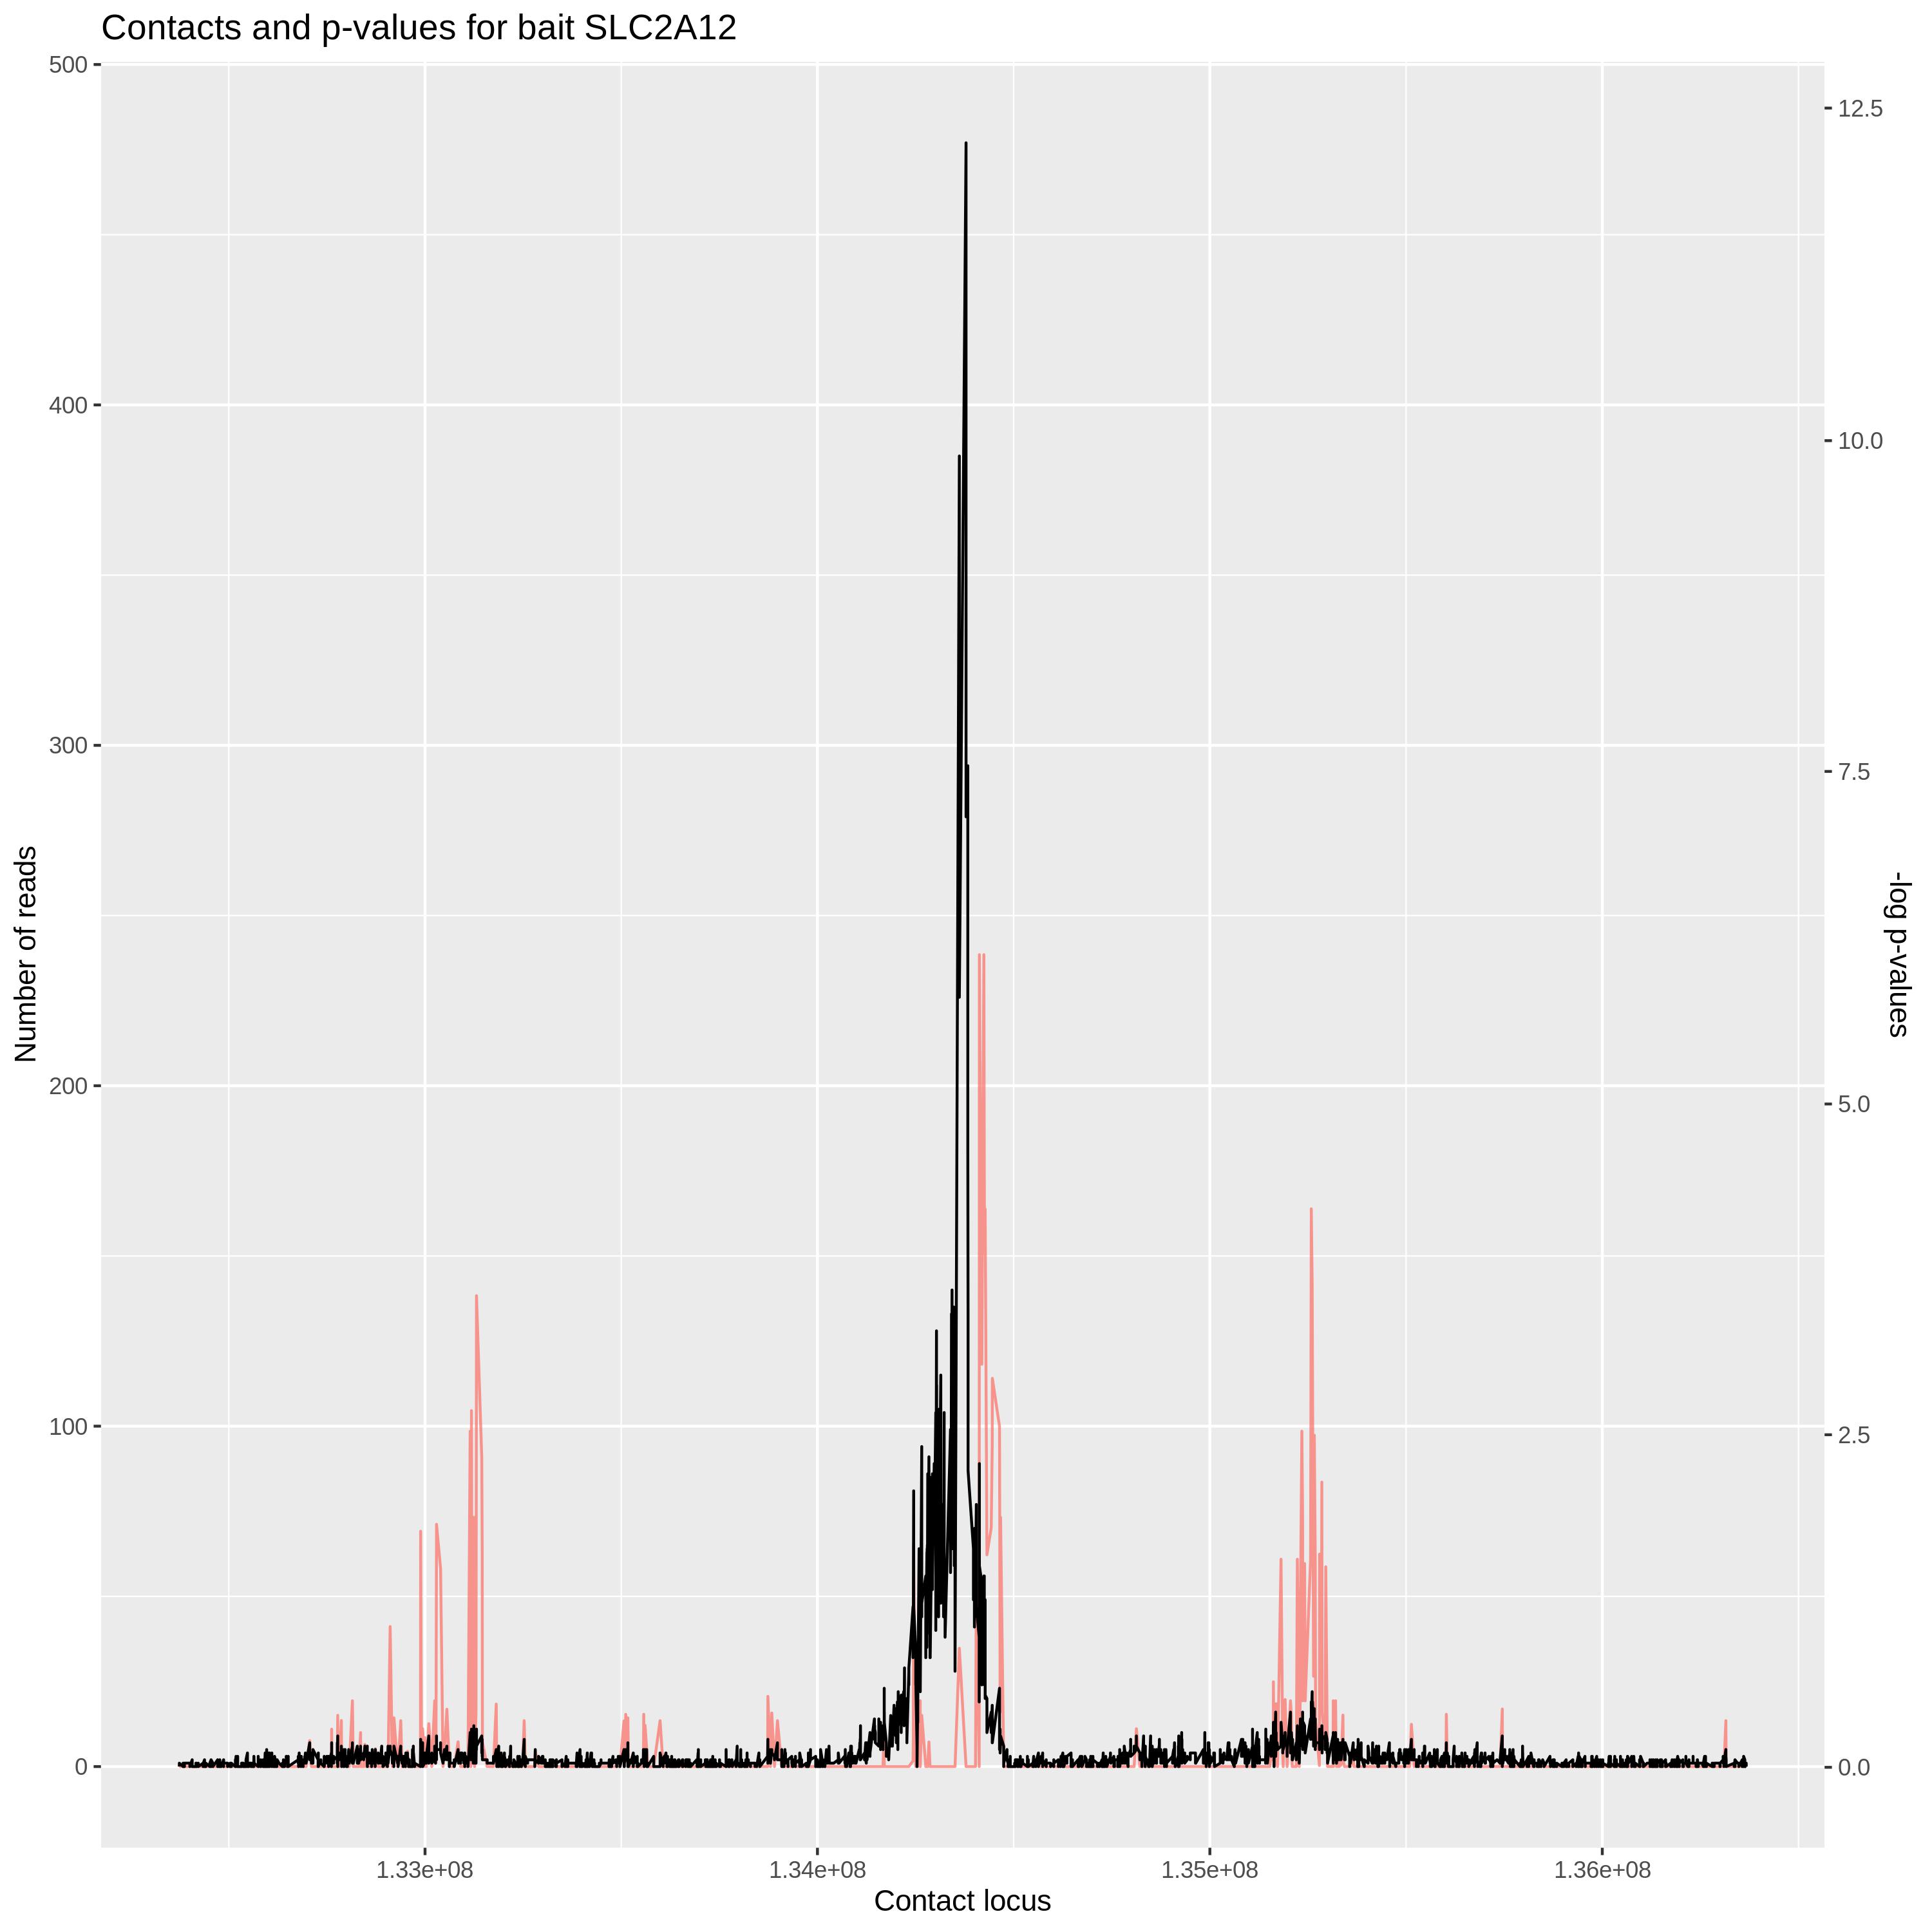 Contacts and p-values for bait SLC2A12
500
400
300
200
100
0
Number of reads
12.5
10.0
7.5
5.0
2.5
0.0
-log p-values
1.33e+08 1.34e+08 1.35e+08 1.36e+08
Contact locus